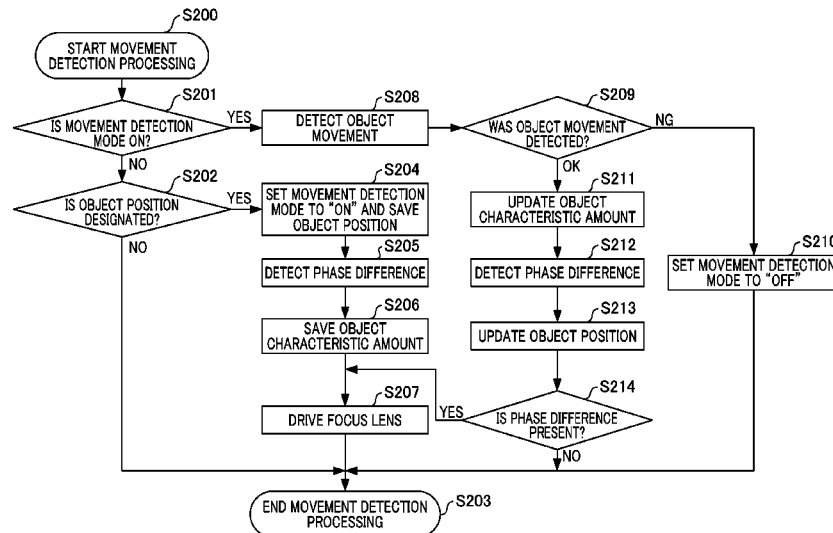 S200
START MOVEMENT
DETECTION PROCESSING
S201
IS MOVEMENT DETECTION
MODE ON?
YES
NO
S208
DETECT OBJECT
MOVEMENT
S209
WAS OBJECT MOVEMENT
DETECTED?
NG
OK
S202
IS OBJECT POSITION
DESIGNATED?
YES
NO
S204
SET MOVEMENT DETECTION
MODE TO “ON” AND SAVE
OBJECT POSITION
S205
DETECT PHASE DIFFERENCE
S206
SAVE OBJECT
CHARACTERISTIC AMOUNT
S207
DRIVE FOCUS LENS
S211
UPDATE OBJECT
CHARACTERISTIC AMOUNT
S212
DETECT PHASE DIFFERENCE
S213
UPDATE OBJECT POSITION
S214
IS PHASE DIFFERENCE
PRESENT?
YES
NO
S210
SET MOVEMENT DETECTION
MODE TO “OFF”
END MOVEMENT DETECTION
PROCESSING
S203